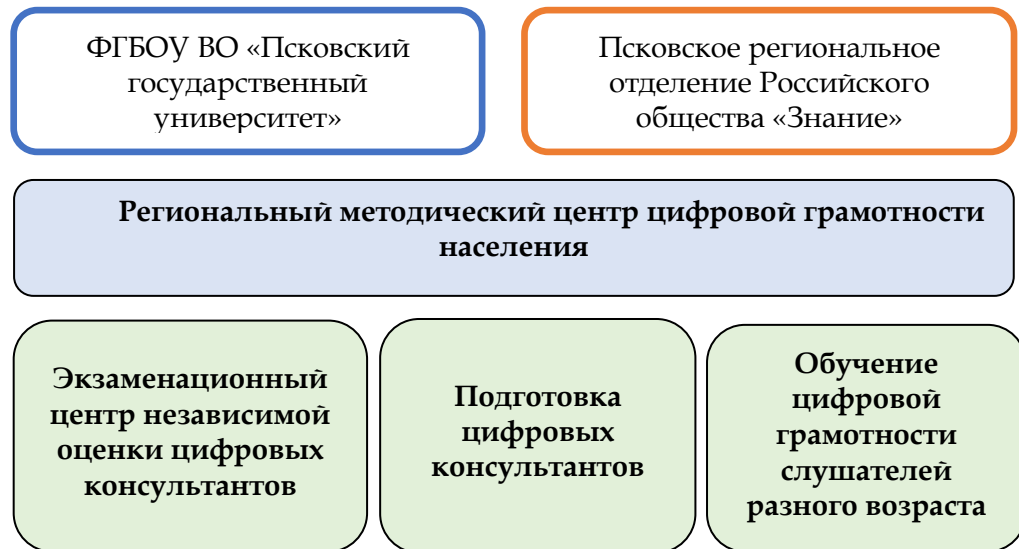 ФГБОУ ВО «Псковский
государственный
университет»
Псковское региональное
отделение Российского
общества «Знание»
Региональный методический центр цифровой грамотности
населения
Экзаменационный
центр независимой
оценки цифровых
консультантов
Подготовка
цифровых
консультантов
Обучение
цифровой
грамотности
слушателей
разного возраста